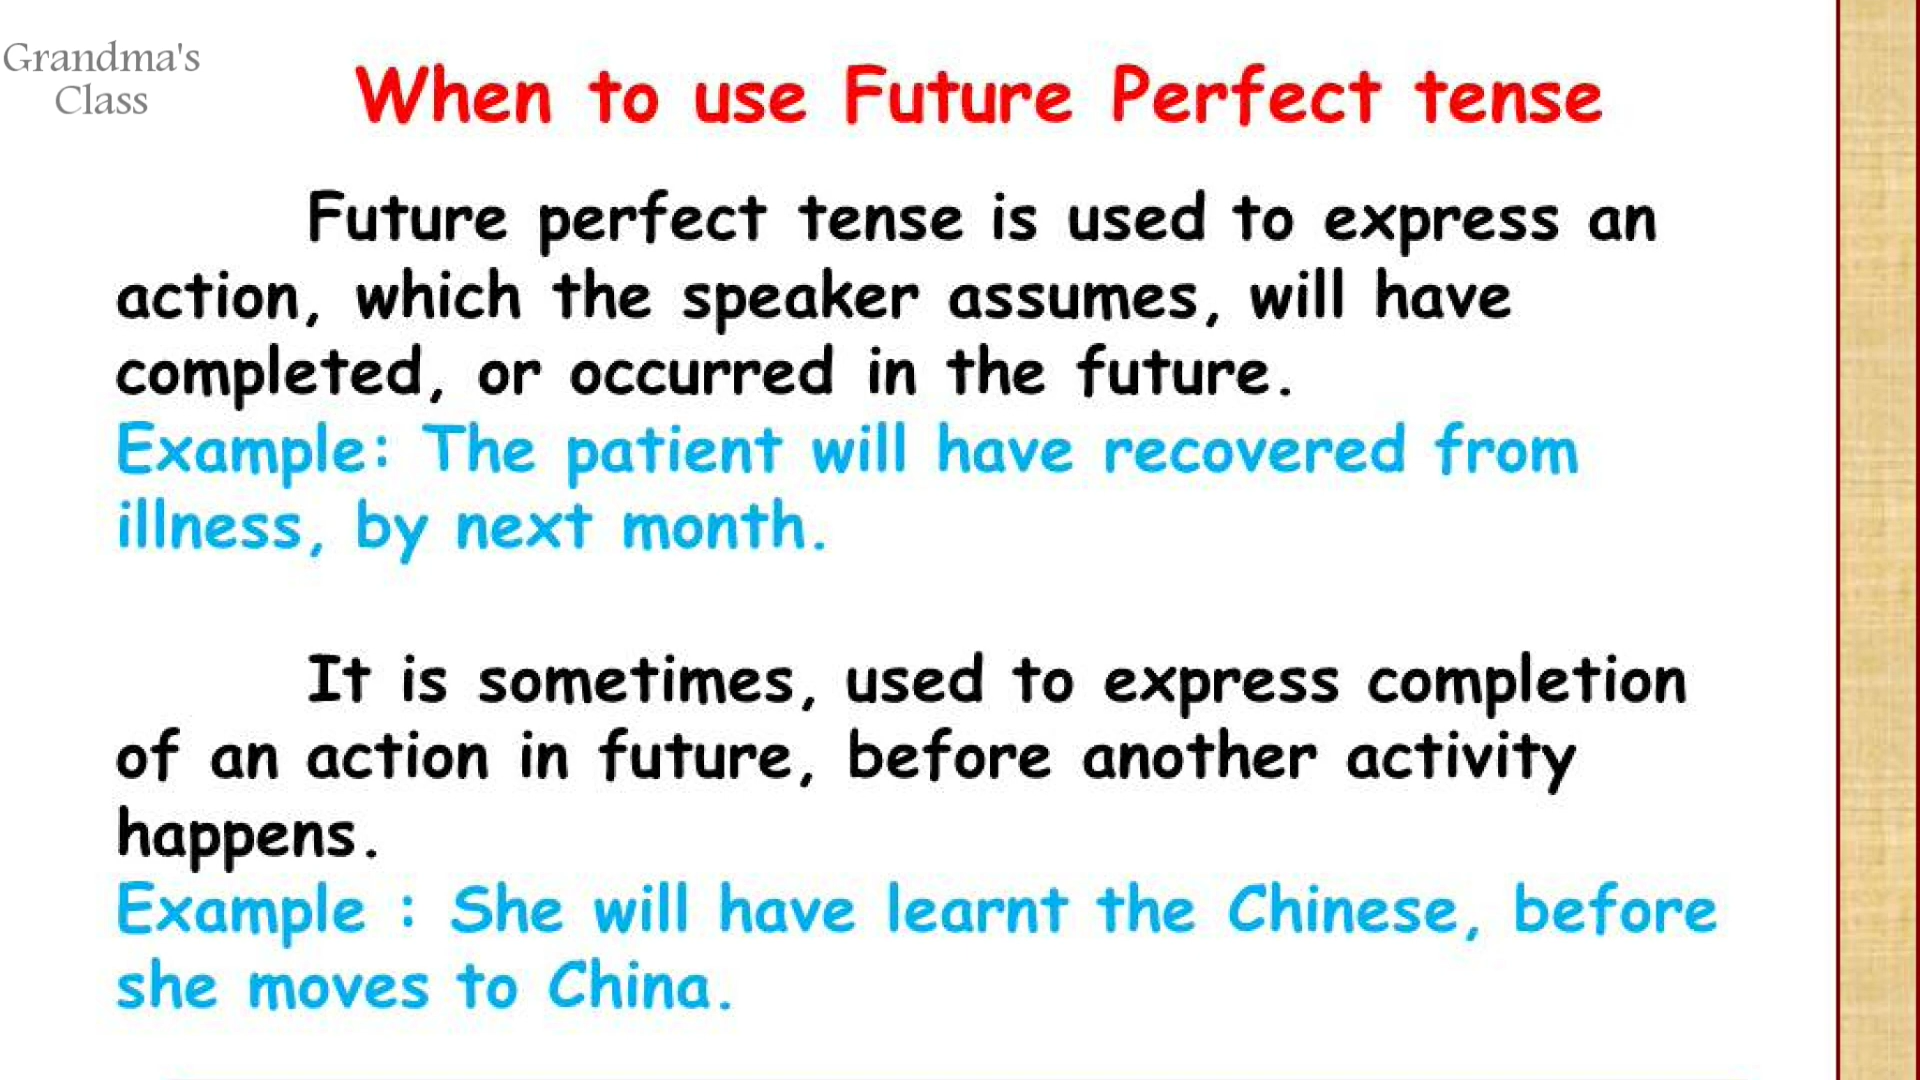 Grandma's
Class
When to use Future Perfect tense
Future perfect tense is used to express an
action, which the speaker assumes, will have
completed, or occurred in the future.
Example: The patient will have recovered from
illness, by next month.
It is sometimes, used to express completion
of an action in future, before another activity
happens.
Example : She will have learnt the Chinese, before
she moves to China.